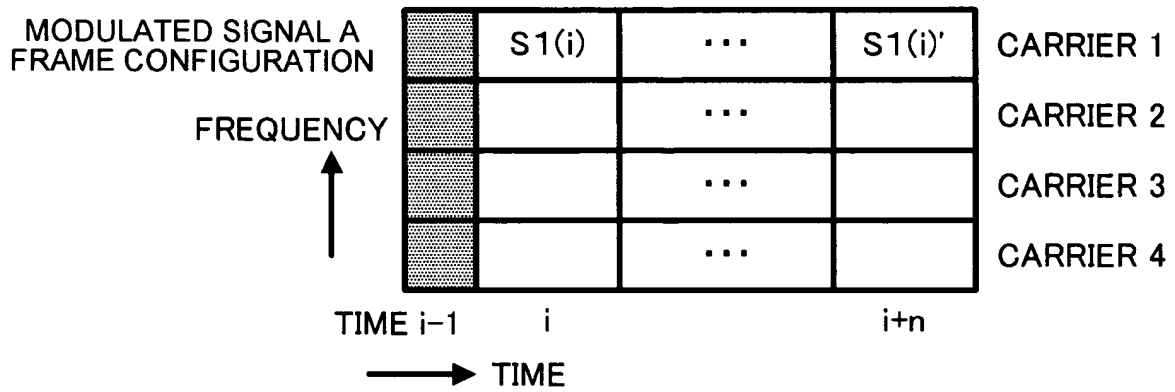 MODULATED SIGNAL A
FRAME CONFIGURATION
S1(i) ··· S1(i)' CARRIER 1
FREQUENCY
··· CARRIER 2
··· CARRIER 3
··· CARRIER 4
TIME i-1 i i+n
TIME